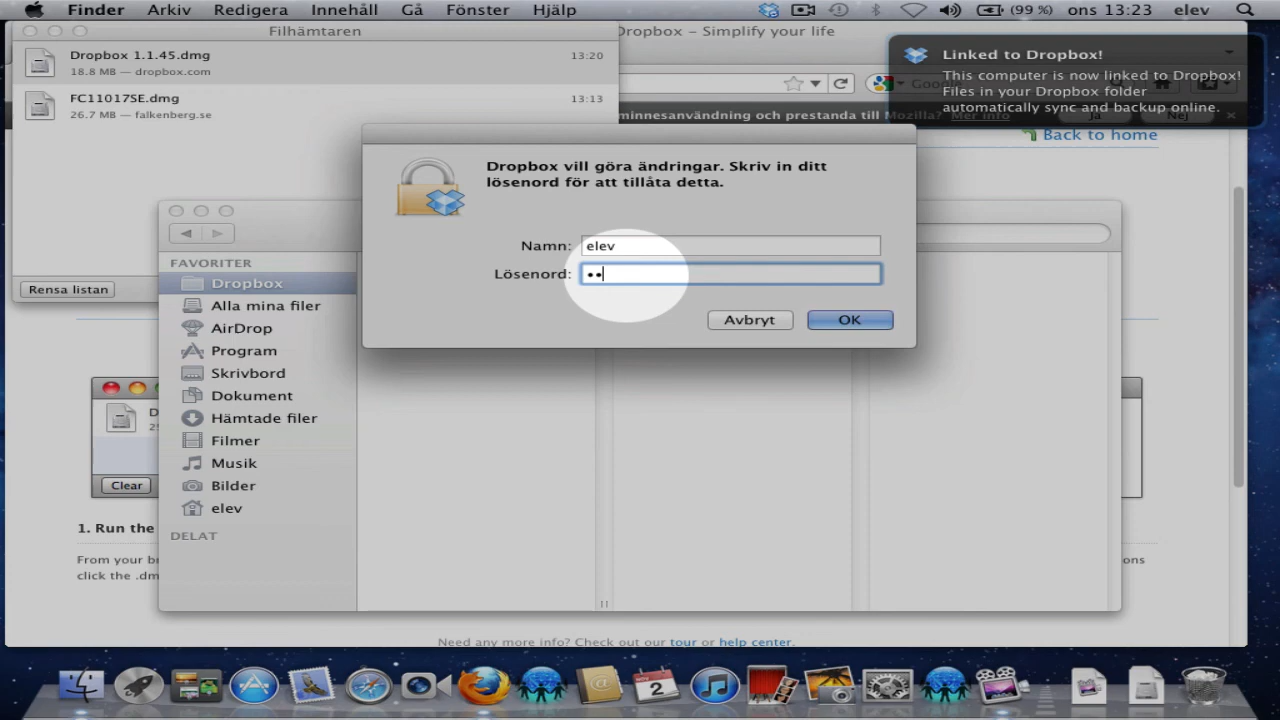 Finder Arkiv Redigera Innehåll Gå Fönster Hjälp (99 %) ons 13:23 elev
Filhämtaren
Dropbox – Simplify your life
Dropbox 1.1.45.dmg 13:20
18.8 MB — dropbox.com
FC11017SE.dmg 13:13
26.7 MB — falkenberg.se
Rensa listan
Linked to Dropbox!
This computer is now linked to Dropbox!
Files in your Dropbox folder
automatically sync and backup online.
minnesanvändning och prestanda till Mozilla? Mer info Ja Nej
Back to home
Dropbox vill göra ändringar. Skriv in ditt
lösenord för att tillåta detta.
Namn: elev
Lösenord: ••
Avbryt OK
FAVORITER
Dropbox
Alla mina filer
AirDrop
Program
Skrivbord
Dokument
Hämtade filer
Filmer
Musik
Bilder
elev
DELAT
Clear
1. Run the
From your
click the .dm
ons
Need any more info? Check out our tour or help center.
2